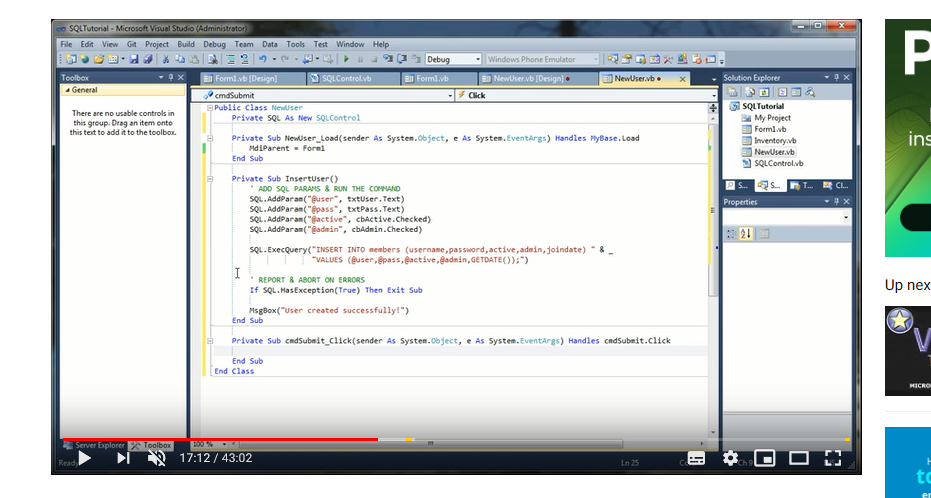 SQLTutorial - Microsoft Visual Studio (Administrator)
File Edit View Git Project Build Debug Team Data Tools Test Window Help
Debug Windows Phone Emulator
Toolbox
General
There are no usable controls in
this group. Drag an item onto
this text to add it to the toolbox.
Form1.vb [Design] SQLControl.vb Form1.vb NewUser.vb [Design] NewUser.vb
cmdSubmit Click
Public Class NewUser
Private SQL As New SQLControl
Private Sub NewUser_Load(sender As System.Object, e As System.EventArgs) Handles MyBase.Load
MdiParent = Form1
End Sub
Private Sub InsertUser()
' ADD SQL PARAMS & RUN THE COMMAND
SQL.AddParam("@user", txtUser.Text)
SQL.AddParam("@pass", txtPass.Text)
SQL.AddParam("@active", cbActive.Checked)
SQL.AddParam("@admin", cbAdmin.Checked)
SQL.ExecQuery("INSERT INTO members (username,password,active,admin,joindate) " & _
"VALUES (@user,@pass,@active,@admin,GETDATE());")
' REPORT & ABORT ON ERRORS
If SQL.HasException(True) Then Exit Sub
MsgBox("User created successfully!")
End Sub
Private Sub cmdSubmit_Click(sender As System.Object, e As System.EventArgs) Handles cmdSubmit.Click
End Sub
End Class
Solution Explorer
SQLTutorial
My Project
Form1.vb
Inventory.vb
NewUser.vb
SQLControl.vb
S... S... T... Cl...
Properties
Server Explorer Toolbox
100 %
Ready
Ln 25
17:12 / 43:02
P
ins
Up nex
V
MICRO
H
to
en